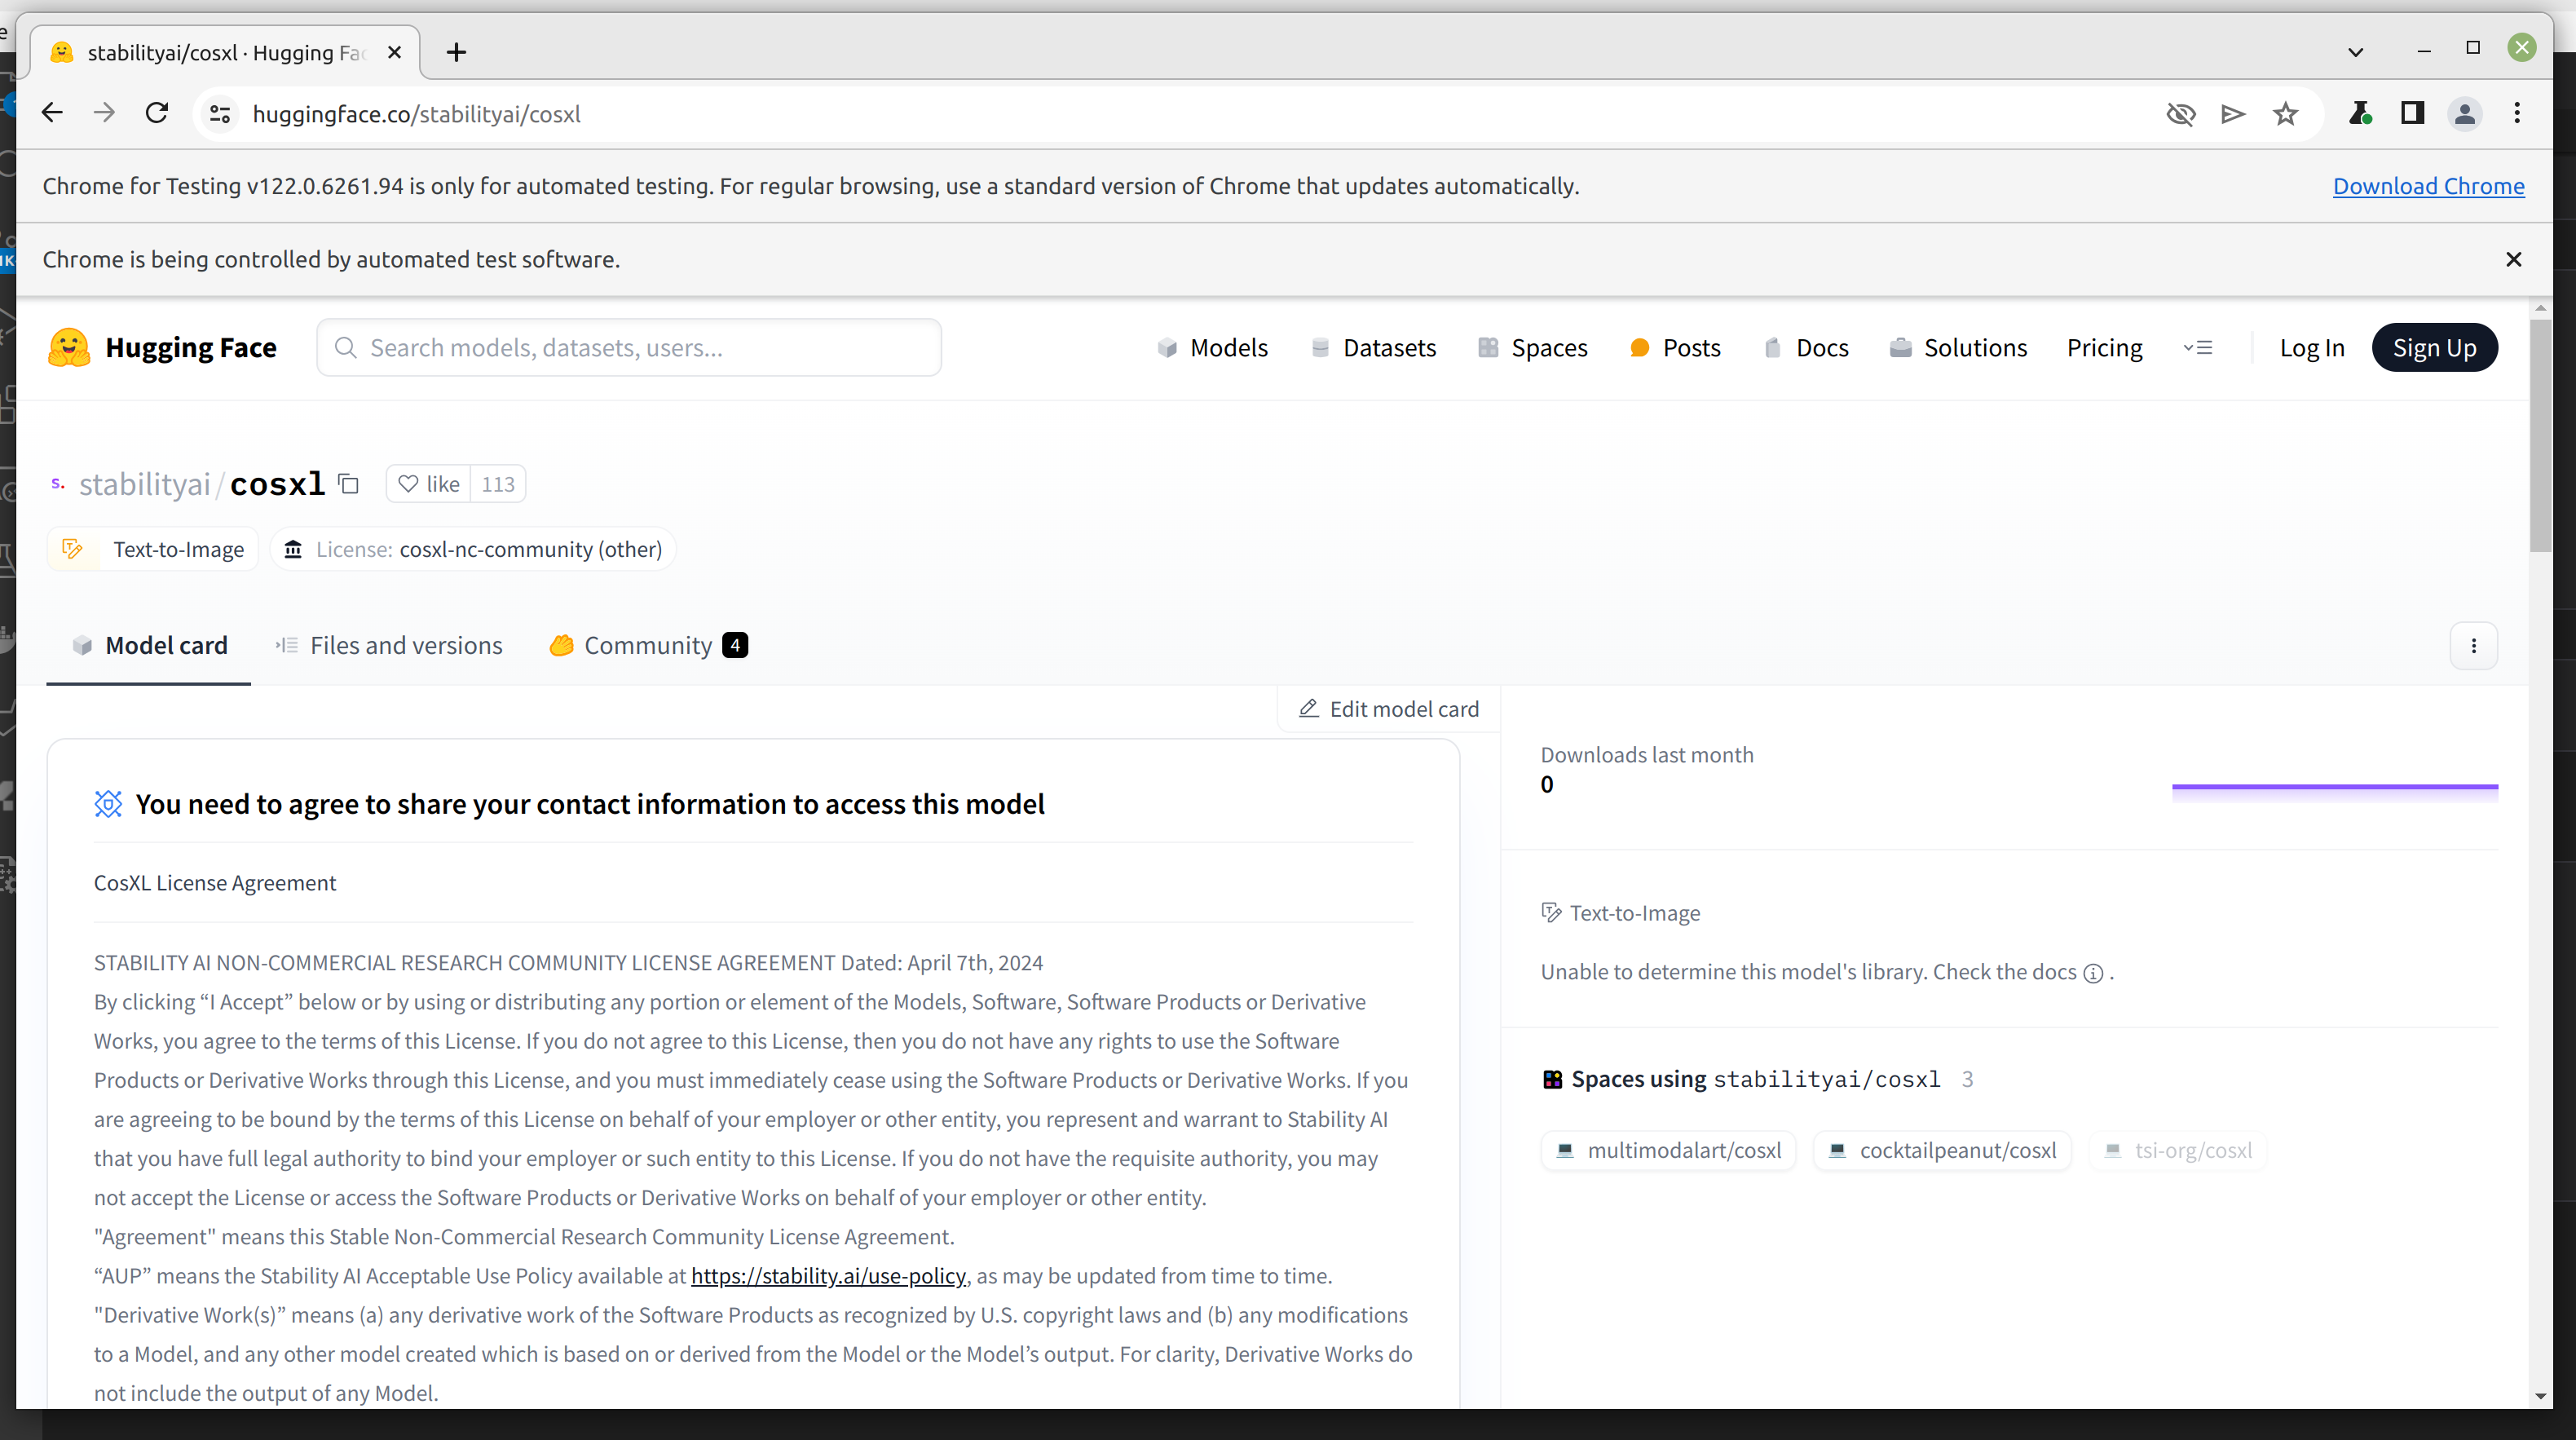 stabilityai/cosxl · Hugging Fac
huggingface.co/stabilityai/cosxl
Chrome for Testing v122.0.6261.94 is only for automated testing. For regular browsing, use a standard version of Chrome that updates automatically.
Download Chrome
Chrome is being controlled by automated test software.
Hugging Face
Search models, datasets, users...
Models
Datasets
Spaces
Posts
Docs
Solutions
Pricing
Log In
Sign Up
s. stabilityai/cosxl
like 113
Text-to-Image
License: cosxl-nc-community (other)
Model card
Files and versions
Community 4
Edit model card
You need to agree to share your contact information to access this model
CosXL License Agreement
STABILITY AI NON-COMMERCIAL RESEARCH COMMUNITY LICENSE AGREEMENT Dated: April 7th, 2024
By clicking “I Accept” below or by using or distributing any portion or element of the Models, Software, Software Products or Derivative
Works, you agree to the terms of this License. If you do not agree to this License, then you do not have any rights to use the Software
Products or Derivative Works through this License, and you must immediately cease using the Software Products or Derivative Works. If you
are agreeing to be bound by the terms of this License on behalf of your employer or other entity, you represent and warrant to Stability AI
that you have full legal authority to bind your employer or such entity to this License. If you do not have the requisite authority, you may
not accept the License or access the Software Products or Derivative Works on behalf of your employer or other entity.
"Agreement" means this Stable Non-Commercial Research Community License Agreement.
“AUP” means the Stability AI Acceptable Use Policy available at https://stability.ai/use-policy, as may be updated from time to time.
"Derivative Work(s)” means (a) any derivative work of the Software Products as recognized by U.S. copyright laws and (b) any modifications
to a Model, and any other model created which is based on or derived from the Model or the Model’s output. For clarity, Derivative Works do
not include the output of any Model.
Downloads last month
0
Text-to-Image
Unable to determine this model's library. Check the docs .
Spaces using stabilityai/cosxl 3
multimodalart/cosxl
cocktailpeanut/cosxl
tsi-org/cosxl